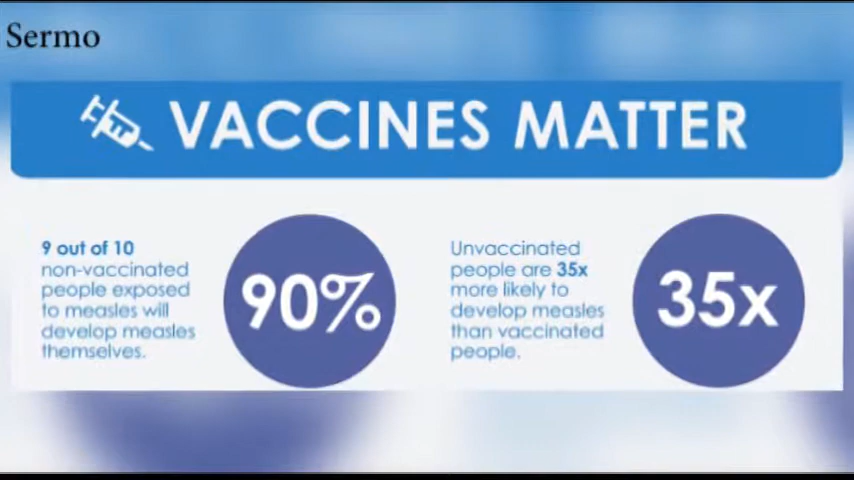 Sermo
VACCINES MATTER
9 out of 10
non-vaccinated
people exposed
to measles will
develop measles
themselves.
90%
Unvaccinated
people are 35x
more likely to
develop measles
than vaccinated
people.
35x